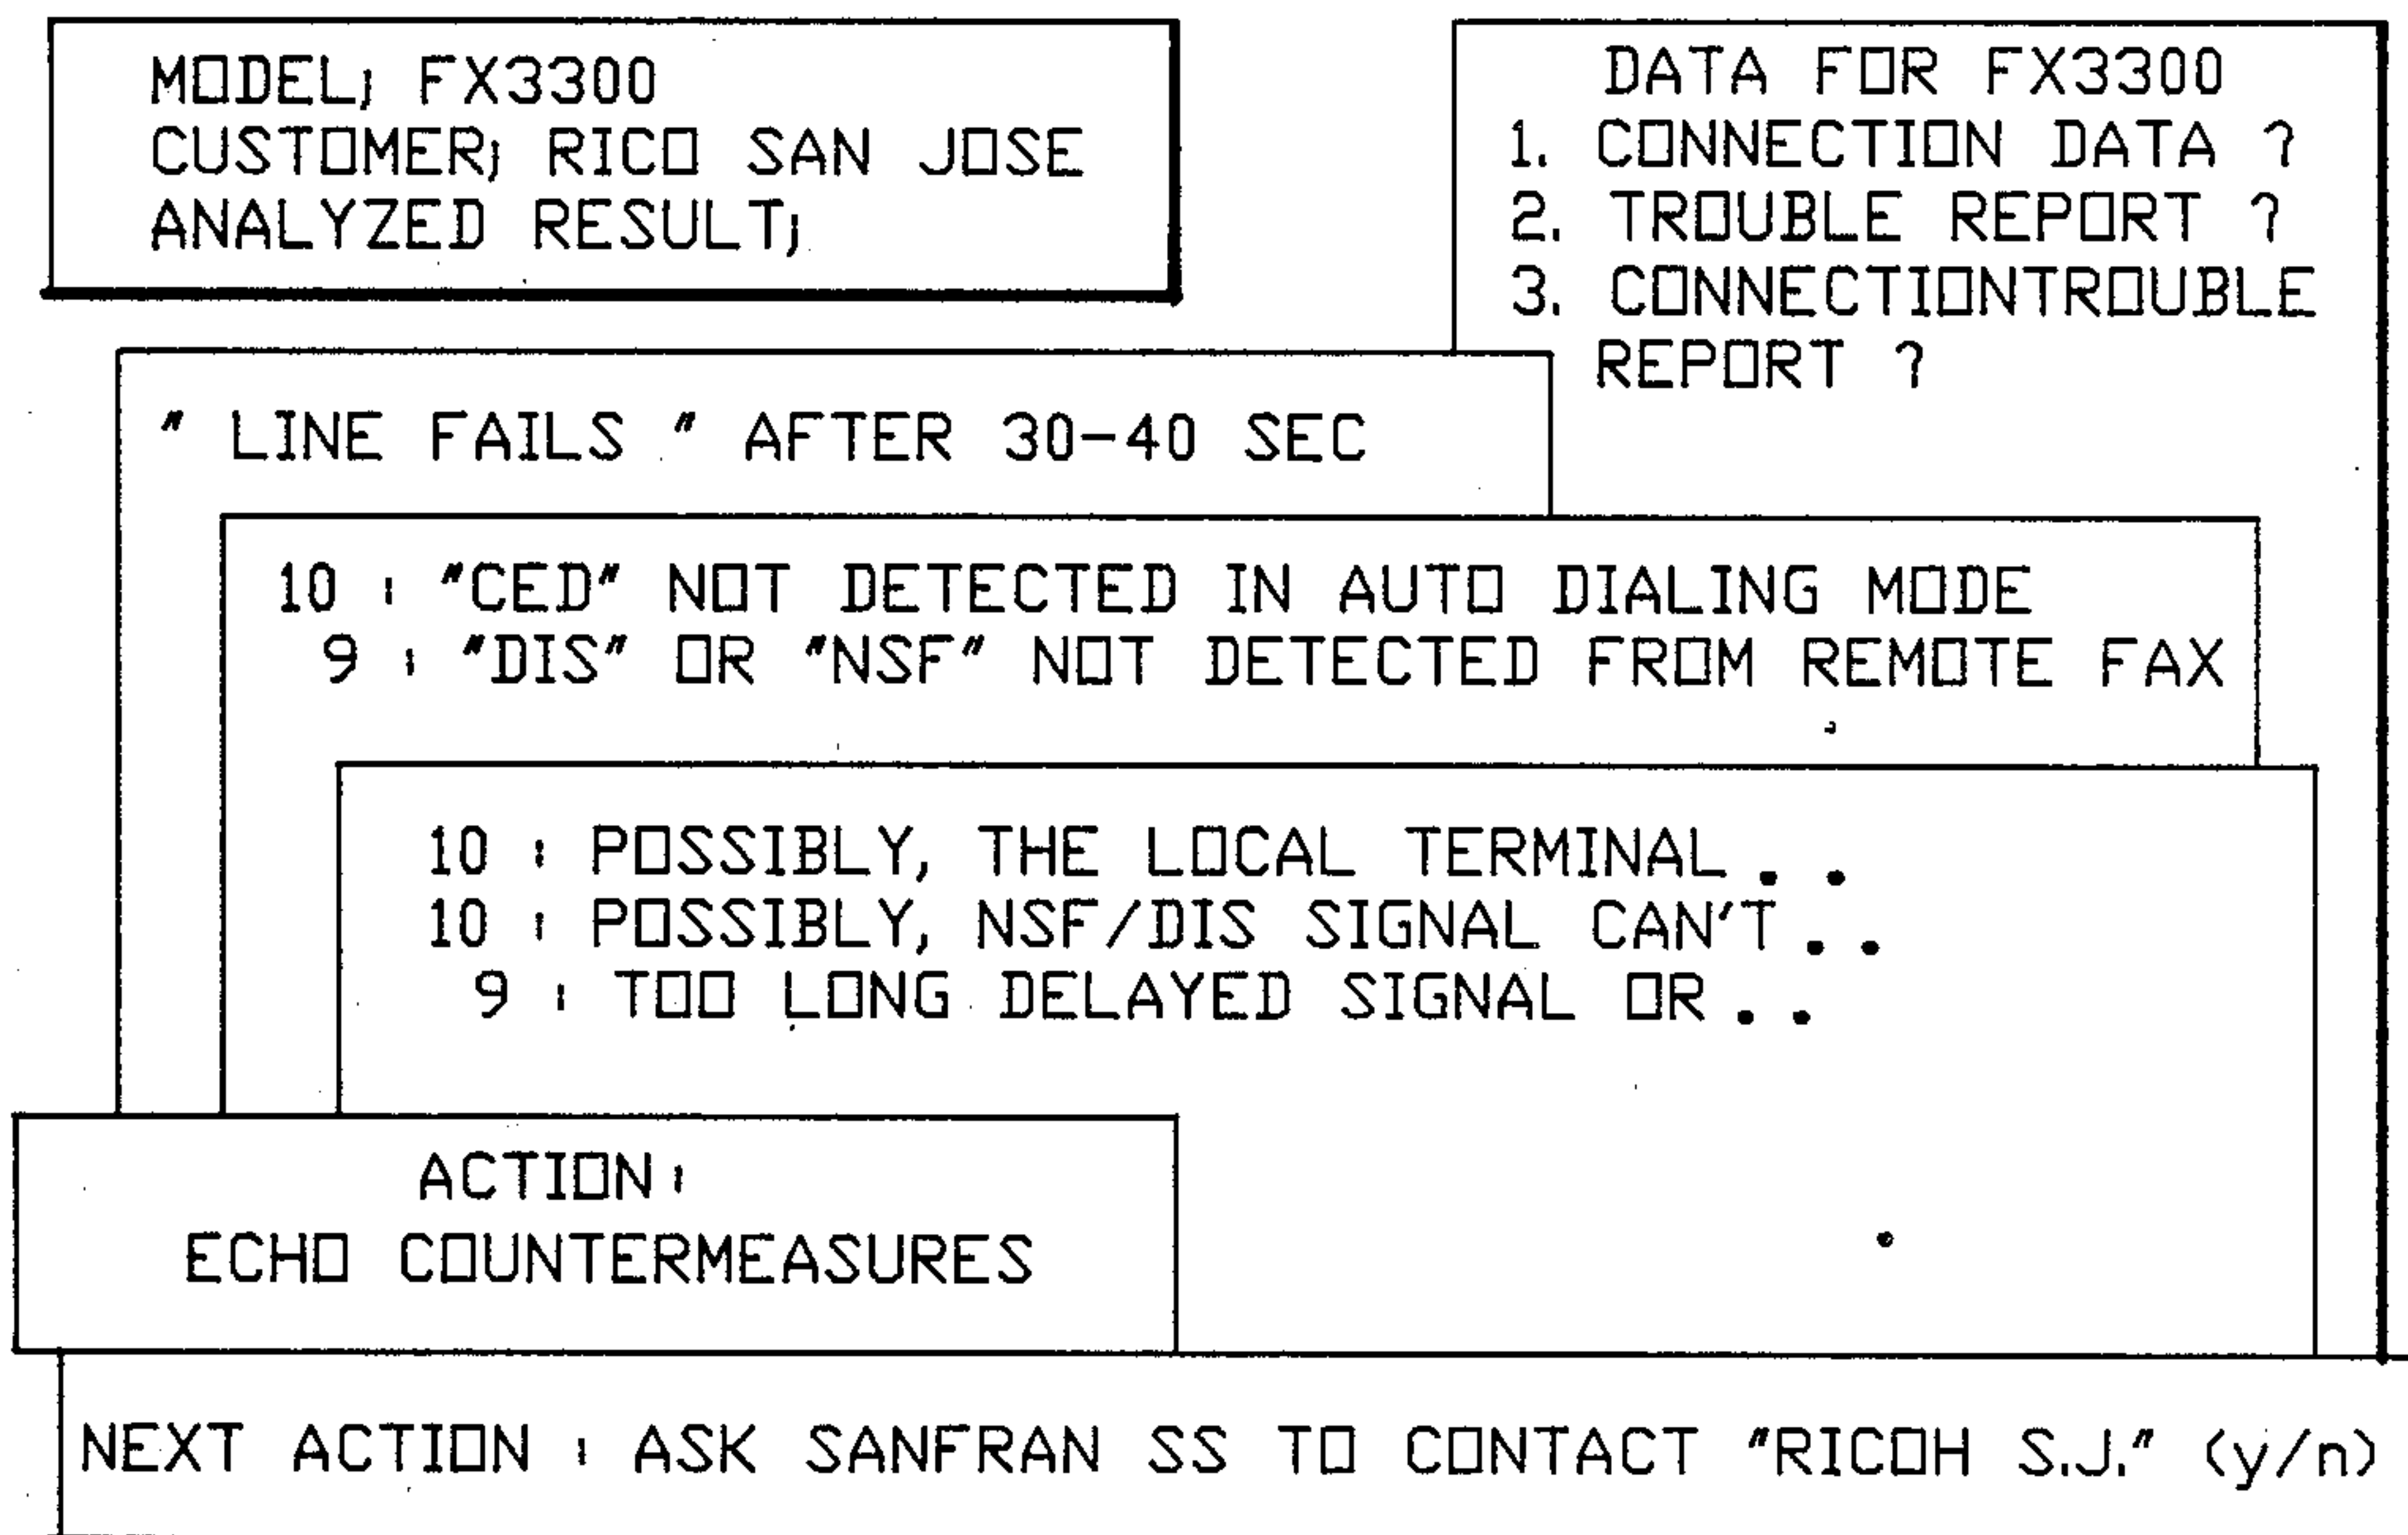 MODEL; FX3300
CUSTOMER; RICO SAN JOSE
ANALYZED RESULT;
DATA FOR FX3300
1. CONNECTION DATA ?
2. TROUBLE REPORT ?
3. CONNECTIONTROUBLE
REPORT ?
" LINE FAILS " AFTER 30-40 SEC
10 : "CED" NOT DETECTED IN AUTO DIALING MODE
9 : "DIS" OR "NSF" NOT DETECTED FROM REMOTE FAX
10 : POSSIBLY, THE LOCAL TERMINAL . .
10 : POSSIBLY, NSF/DIS SIGNAL CAN'T . .
9 : TOO LONG DELAYED SIGNAL OR . .
ACTION:
ECHO COUNTERMEASURES
NEXT ACTION : ASK SANFRAN SS TO CONTACT "RICOH S.J." (y/n)